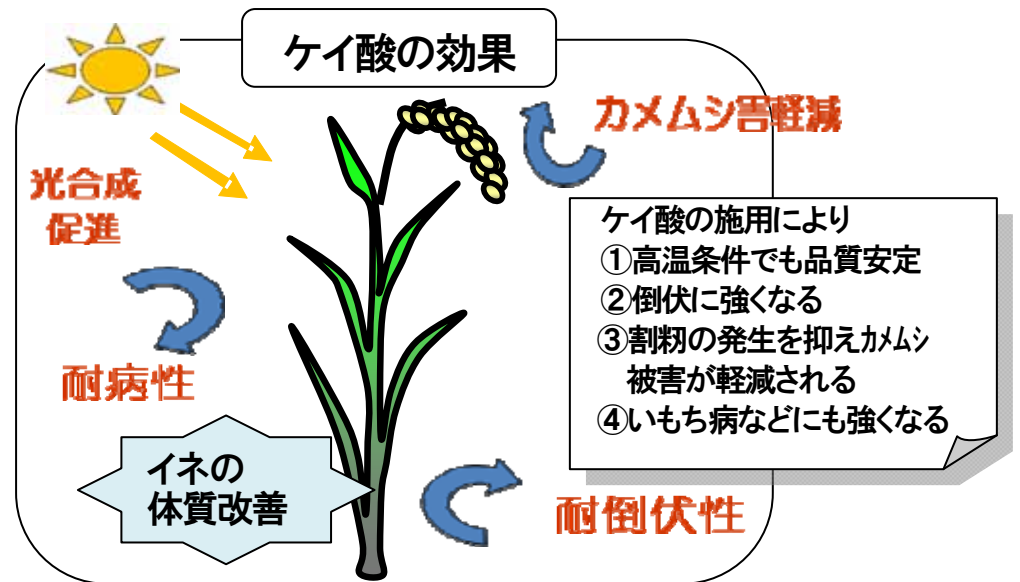 ケイ酸の効果
カメムシ害軽減
光合成
促進
ケイ酸の施用により
①高温条件でも品質安定
②倒伏に強くなる
③割籾の発生を抑えｶﾒﾑｼ
被害が軽減される
④いもち病などにも強くなる
耐病性
イネの
体質改善
耐倒伏性